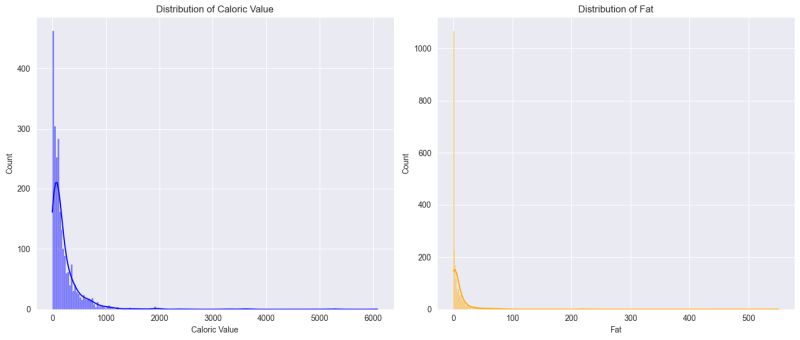 Distribution of Caloric Value
Count
400
300
200
100
0
0 1000 2000 3000 4000 5000 6000
Caloric Value
Distribution of Fat
Count
1000
800
600
400
200
0
0 100 200 300 400 500
Fat